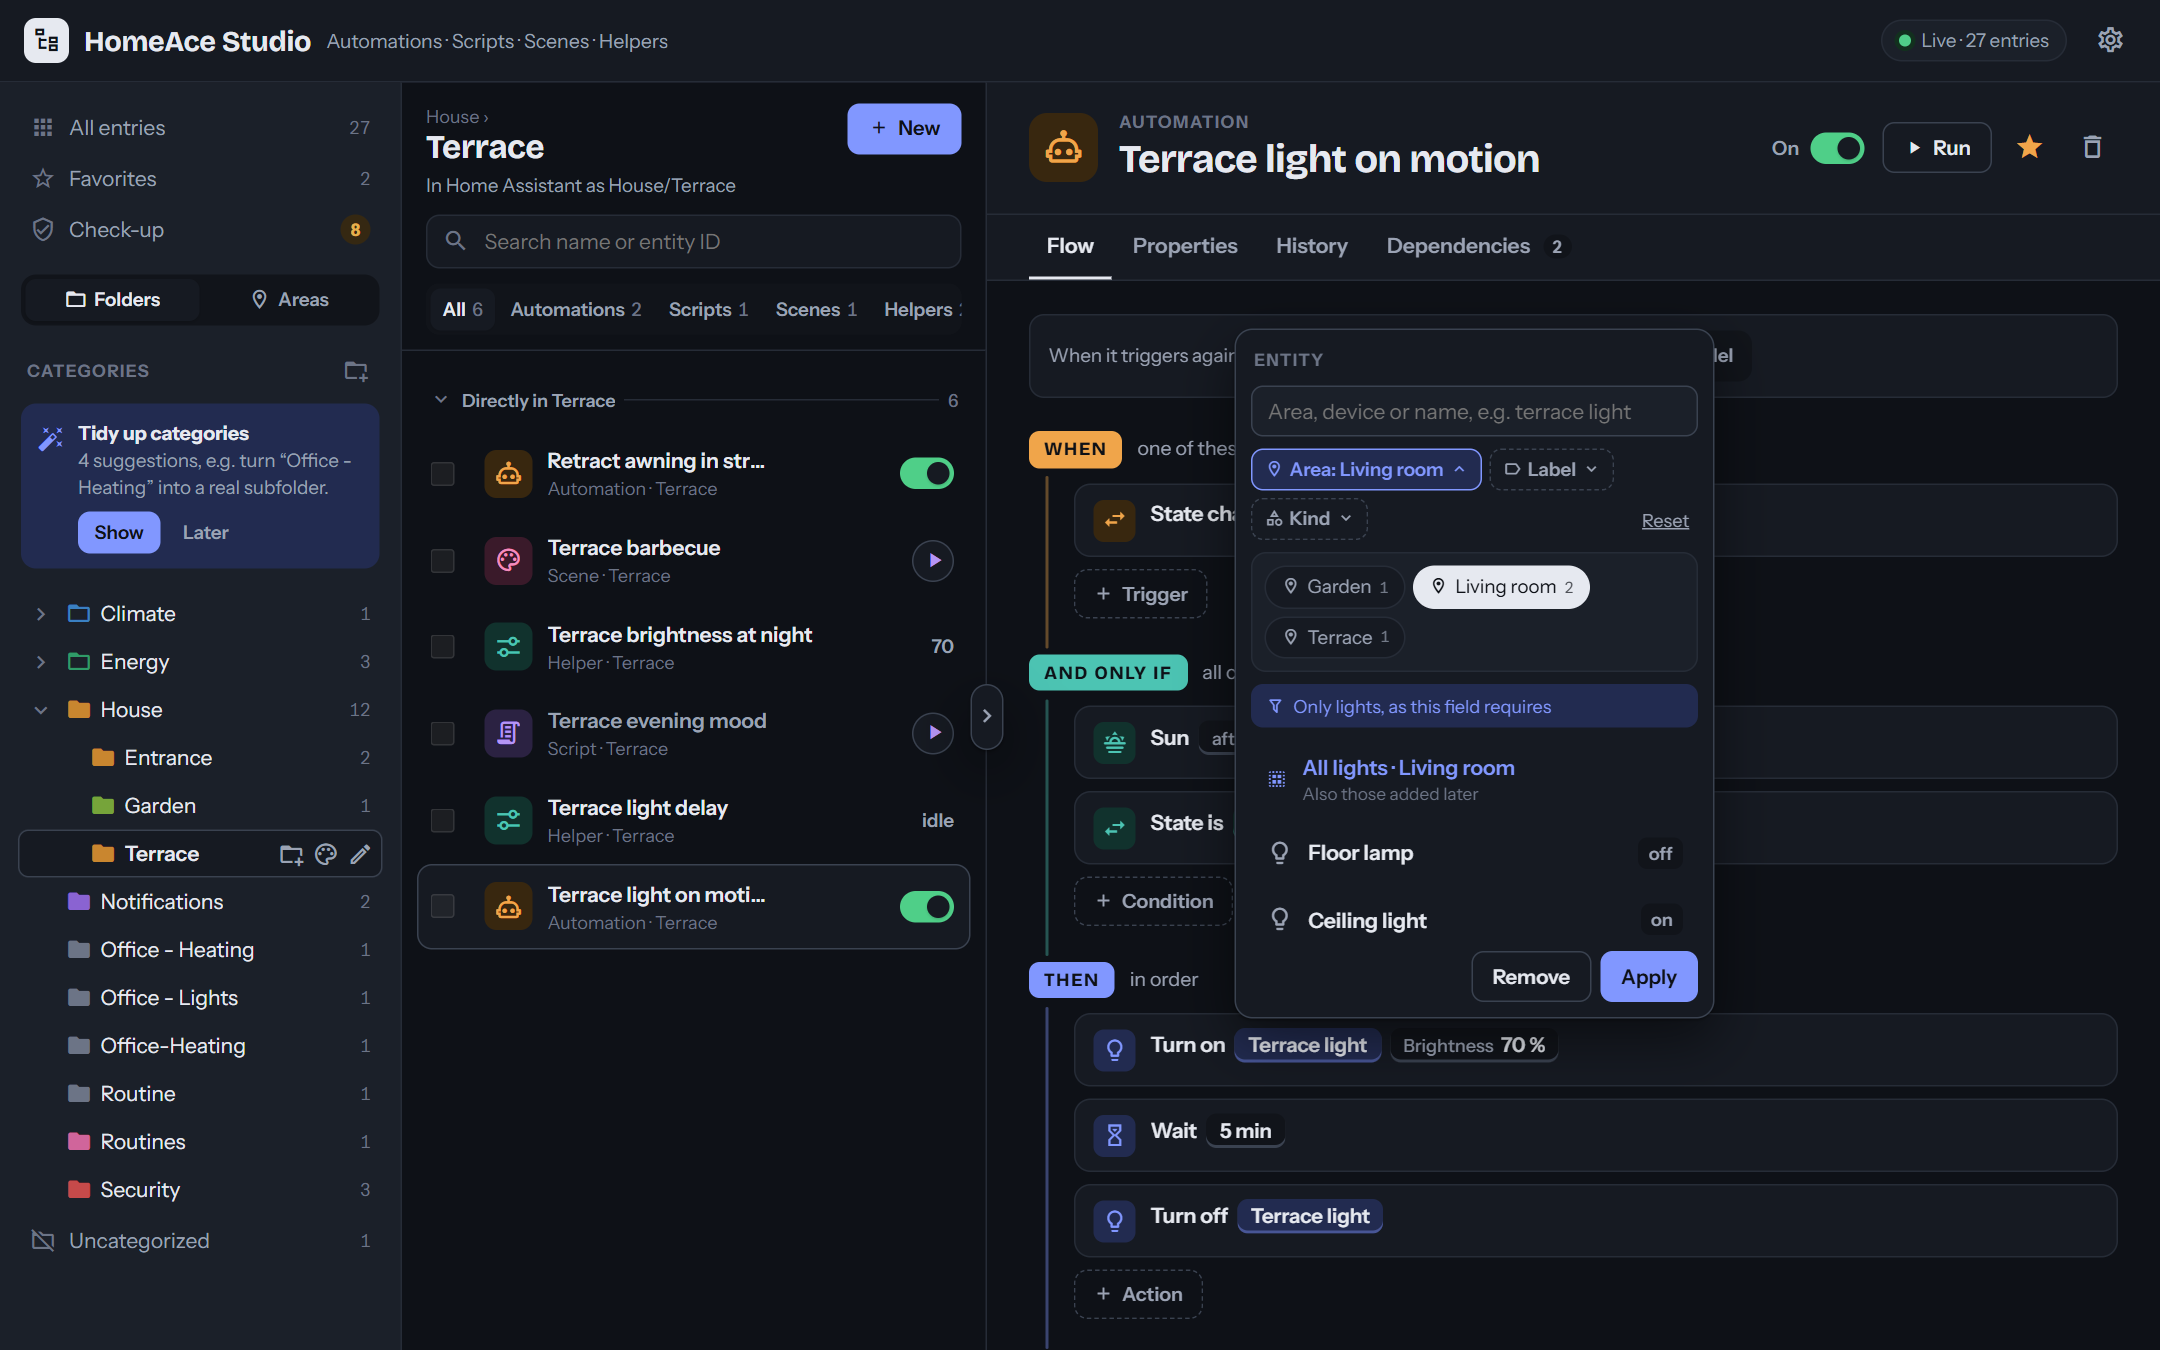 HomeAce Studio Automations · Scripts · Scenes · Helpers
Live · 27 entries
All entries 27
Favorites 2
Check-up 8
Folders Areas
CATEGORIES
Tidy up categories
4 suggestions, e.g. turn “Office -
Heating” into a real subfolder.
Show Later
Climate 1
Energy 3
House 12
Entrance 2
Garden 1
Terrace
Notifications 2
Office - Heating 1
Office - Lights 1
Office-Heating 1
Routine 1
Routines 1
Security 3
Uncategorized 1
House ›
Terrace
+ New
In Home Assistant as House/Terrace
Search name or entity ID
All 6 Automations 2 Scripts 1 Scenes 1 Helpers
Directly in Terrace 6
Retract awning in str...
Automation · Terrace
Terrace barbecue
Scene · Terrace
Terrace brightness at night
Helper · Terrace
70
Terrace evening mood
Script · Terrace
Terrace light delay
Helper · Terrace
idle
Terrace light on moti...
Automation · Terrace
AUTOMATION
Terrace light on motion
On Run
Flow Properties History Dependencies 2
When it triggers again
WHEN one of these
State
+ Trigger
AND ONLY IF all
Sun
State is
+ Condition
THEN in order
Turn on Terrace light Brightness 70 %
Wait 5 min
Turn off Terrace light
+ Action
ENTITY
Area, device or name, e.g. terrace light
Area: Living room Label
Kind Reset
Garden 1 Living room 2
Terrace 1
Only lights, as this field requires
All lights · Living room
Also those added later
Floor lamp off
Ceiling light on
Remove Apply